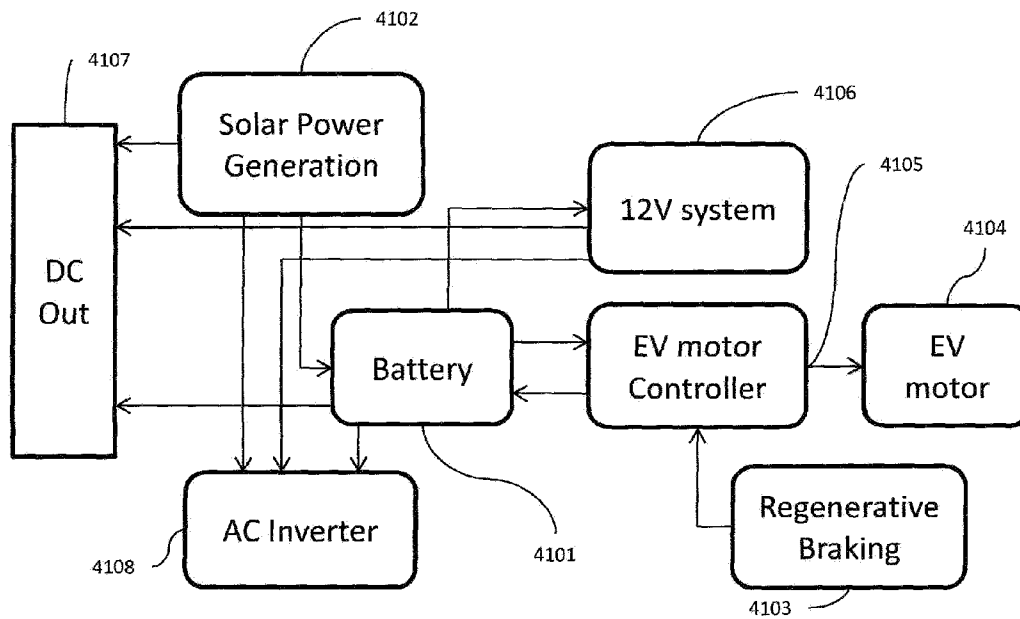 4102
4107
4106
Solar Power
Generation
4105
12V system
4104
DC
Out
Battery
EV motor
Controller
EV
motor
AC Inverter
Regenerative
Braking
4108
4101
4103